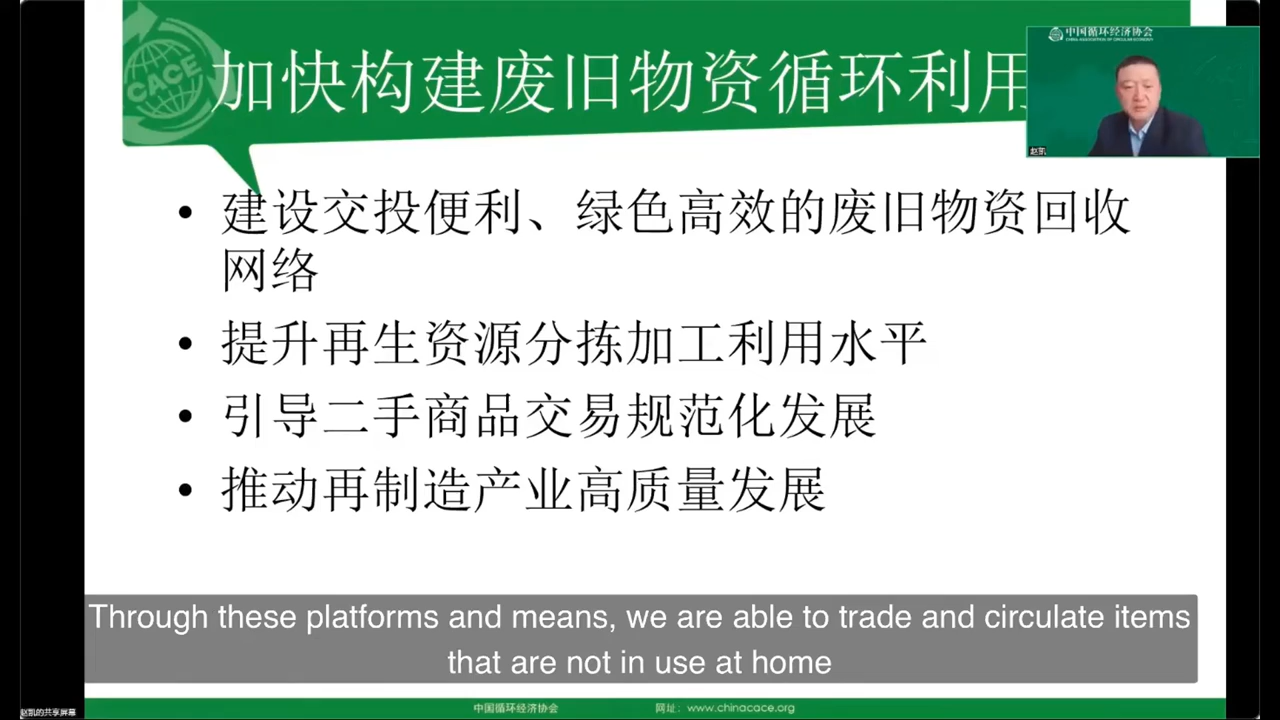 CACE
加快构建废旧物资循环利用
中国循环经济协会
CHINA ASSOCIATION OF CIRCULAR ECONOMY
赵凯
• 建设交投便利、绿色高效的废旧物资回收
网络
• 提升再生资源分拣加工利用水平
• 引导二手商品交易规范化发展
• 推动再制造产业高质量发展
Through these platforms and means, we are able to trade and circulate items
that are not in use at home
赵凯的共享屏幕
中国循环经济协会 网址：www.chinacace.org